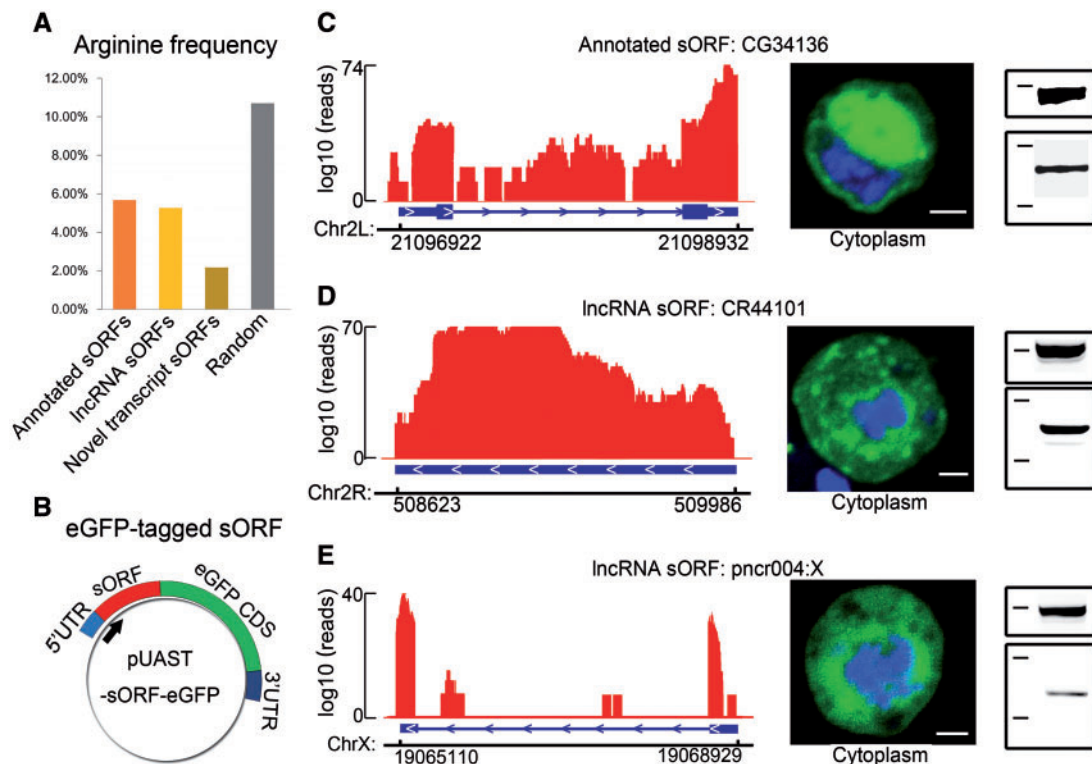 A
Arginine frequency
12.00%
10.00%
8.00%
6.00%
4.00%
2.00%
0.00%
Annotated sORFs
lncRNA sORFs
Novel transcript sORFs
Random
B
eGFP-tagged sORF
5'UTR
sORF
eGFP CDS
3'UTR
pUAST
-sORF-eGFP
C
Annotated sORF: CG34136
74
log10 (reads)
0
Chr2L:
21096922
21098932
Cytoplasm
D
lncRNA sORF: CR44101
70
log10 (reads)
0
Chr2R:
508623
509986
Cytoplasm
E
lncRNA sORF: pncr004:X
40
log10 (reads)
0
ChrX:
19065110
19068929
Cytoplasm